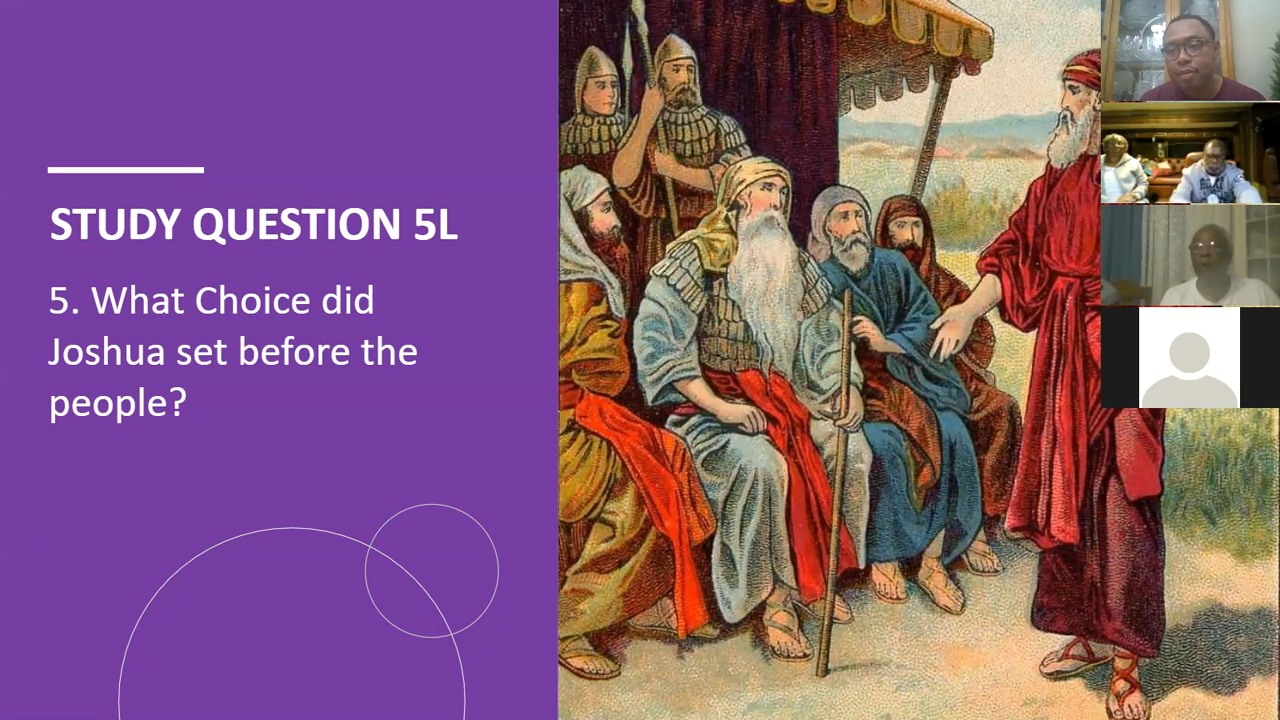 STUDY QUESTION 5L
5. What Choice did
Joshua set before the
people?